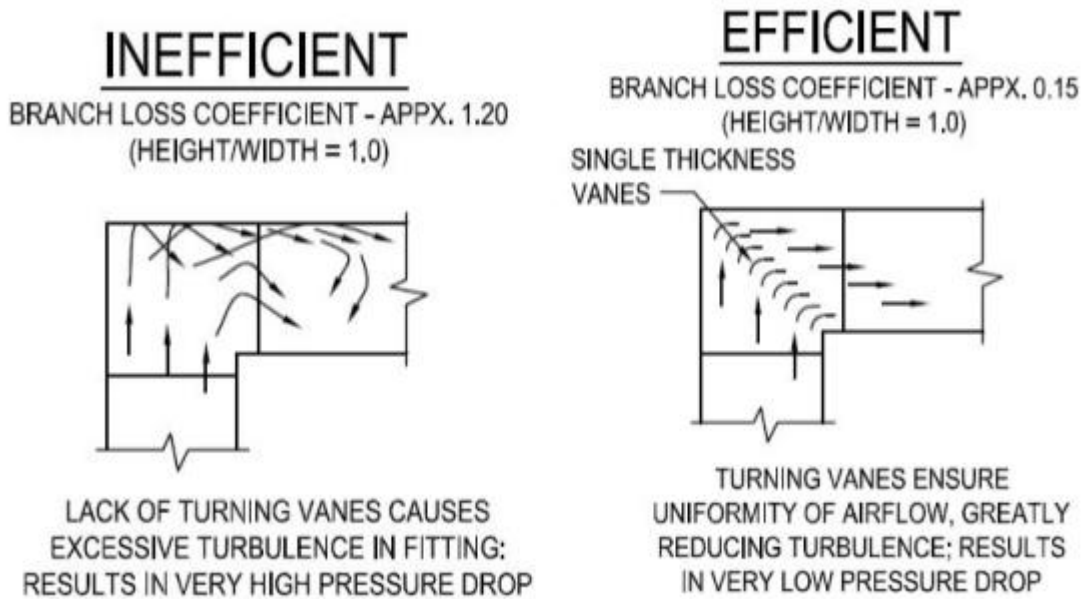 INEFFICIENT
BRANCH LOSS COEFFICIENT - APPX. 1.20
(HEIGHT/WIDTH = 1.0)
LACK OF TURNING VANES CAUSES
EXCESSIVE TURBULENCE IN FITTING:
RESULTS IN VERY HIGH PRESSURE DROP
EFFICIENT
BRANCH LOSS COEFFICIENT - APPX. 0.15
(HEIGHT/WIDTH = 1.0)
SINGLE THICKNESS
VANES
TURNING VANES ENSURE
UNIFORMITY OF AIRFLOW, GREATLY
REDUCING TURBULENCE; RESULTS
IN VERY LOW PRESSURE DROP